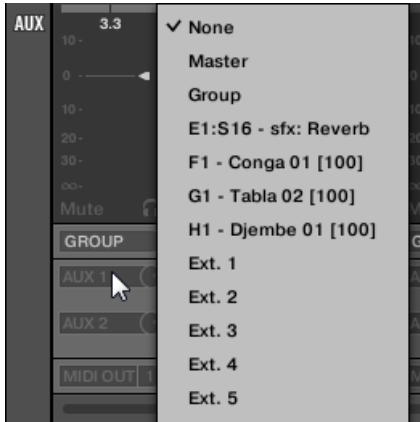 AUX
3.3
10 -
0 -
10 -
20 -
30 -
∞-
Mute
GROUP
AUX 1
AUX 2
MIDI OUT 1
✓ None
Master
Group
E1:S16 - sfx: Reverb
F1 - Conga 01 [100]
G1 - Tabla 02 [100]
H1 - Djembe 01 [100]
Ext. 1
Ext. 2
Ext. 3
Ext. 4
Ext. 5